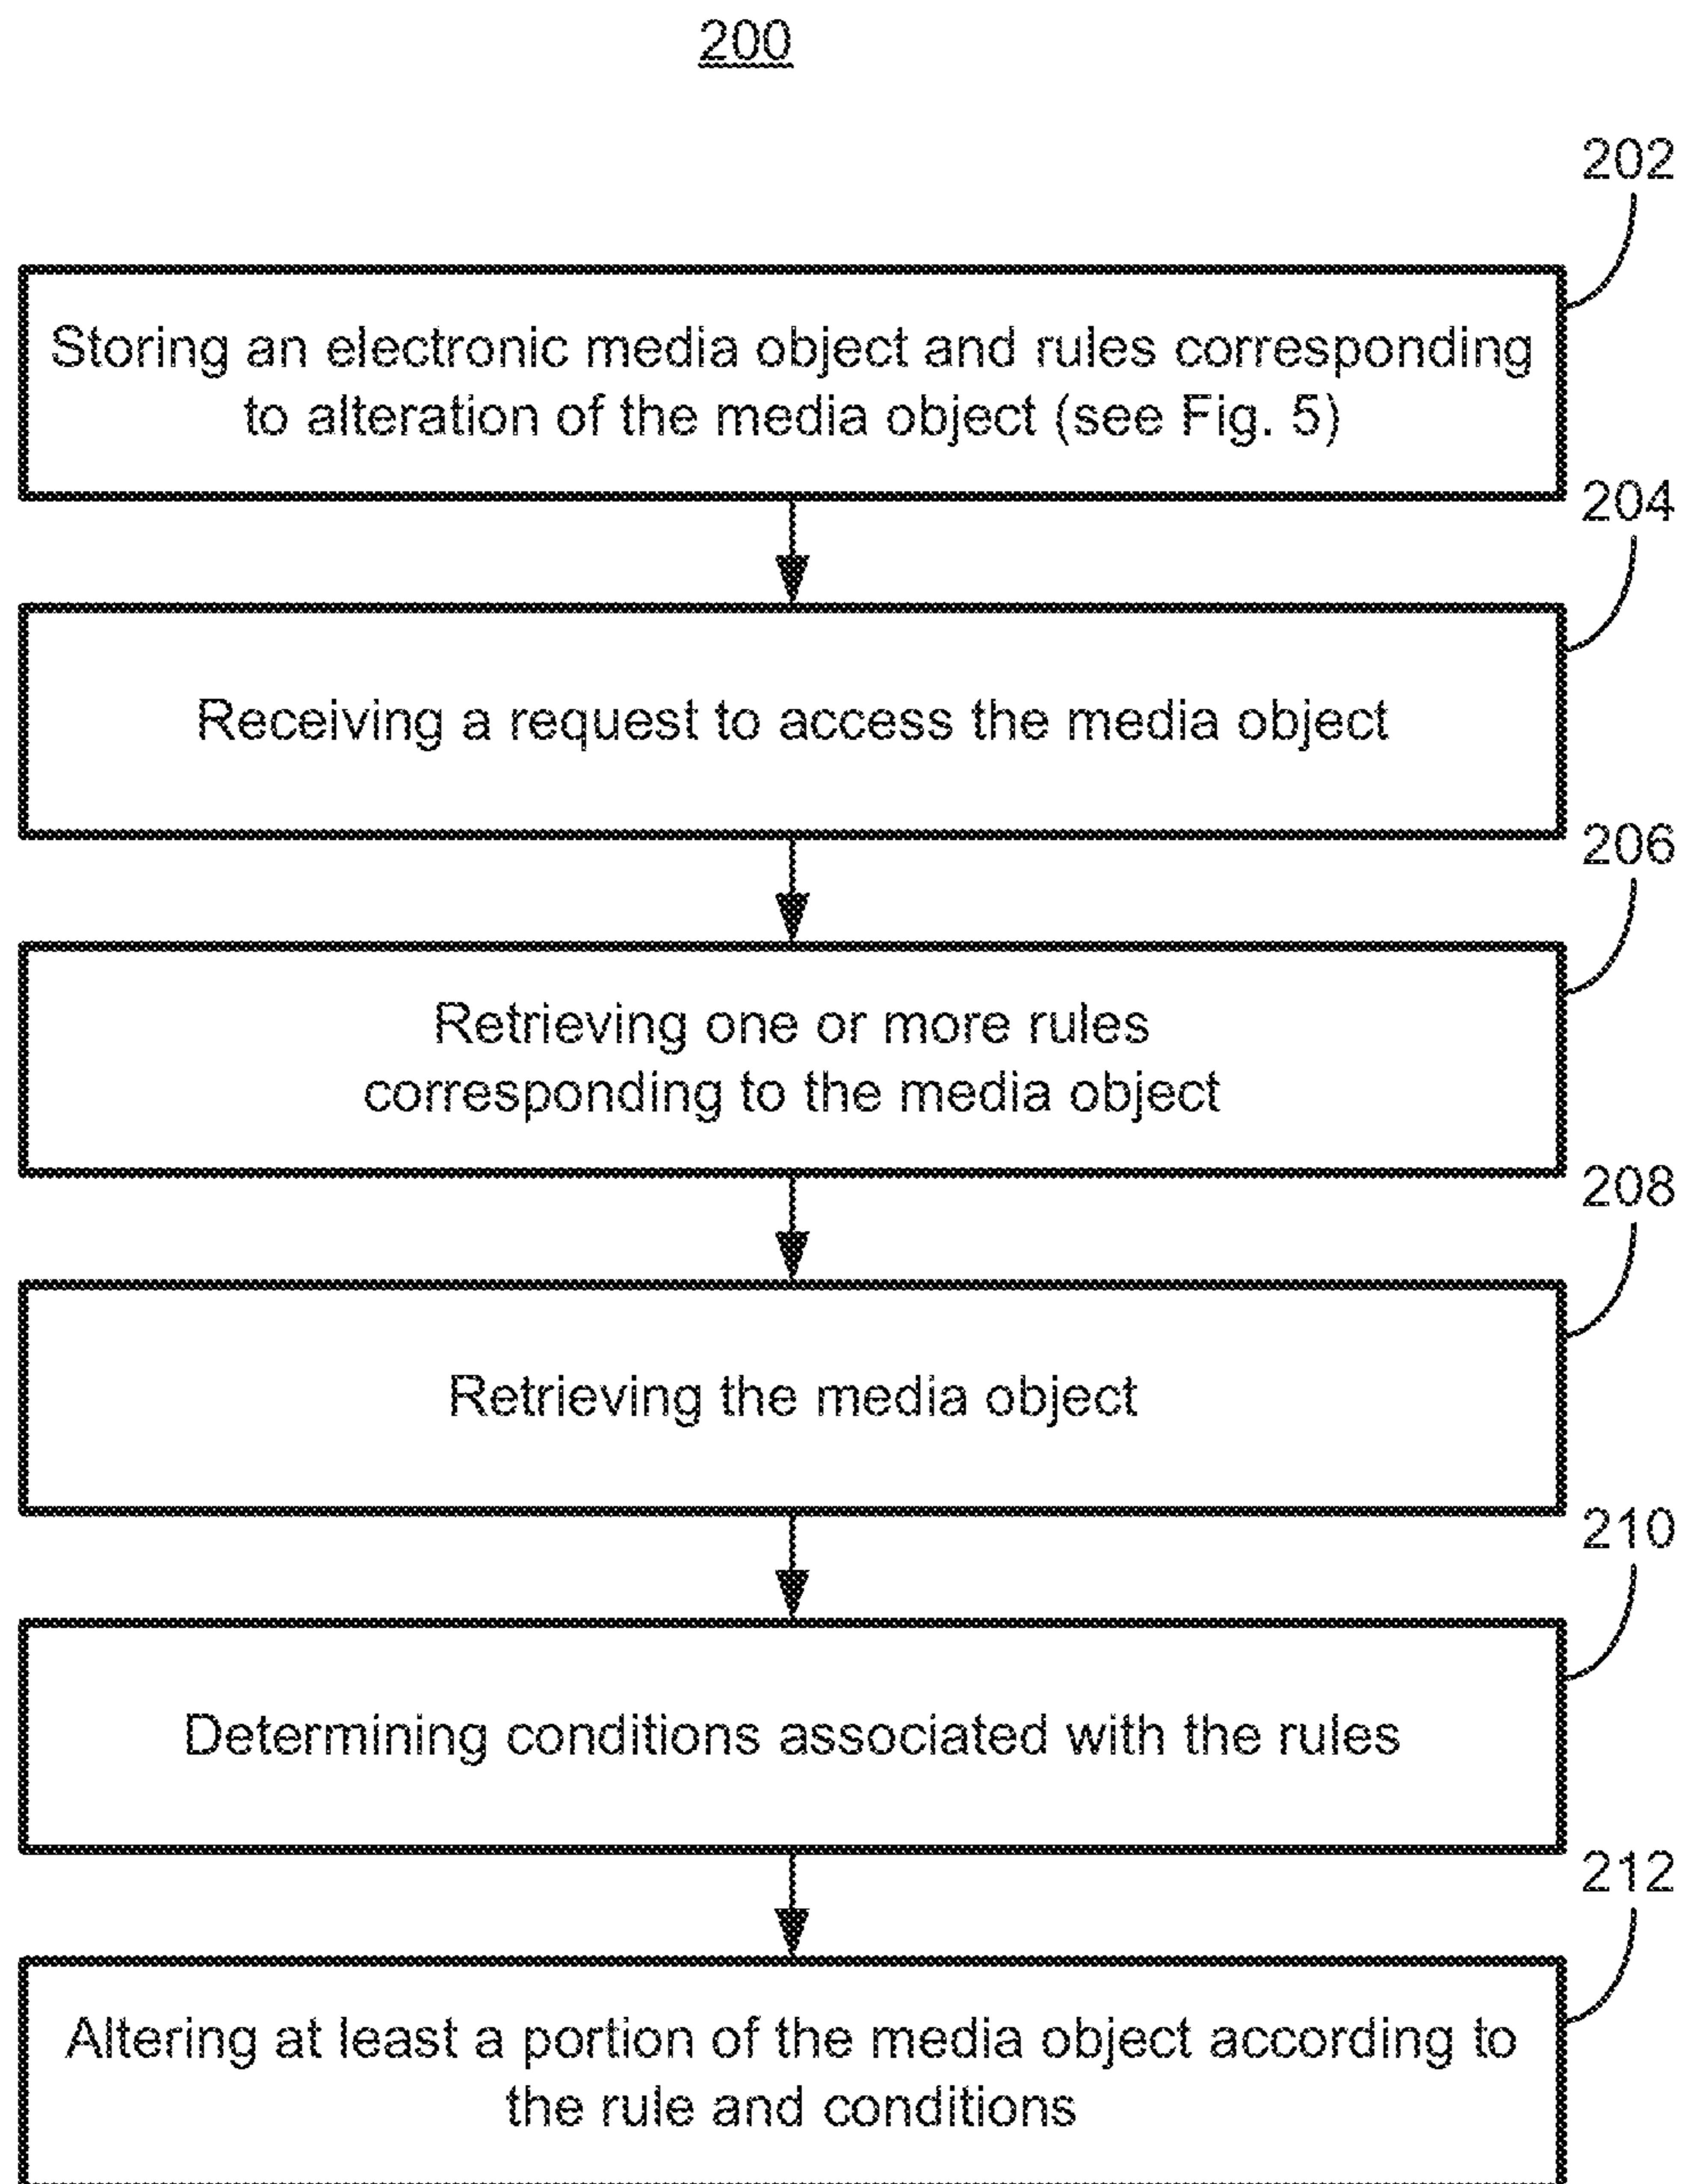 200
202
Storing an electronic media object and rules corresponding
to alteration of the media object (see Fig. 5)
204
Receiving a request to access the media object
206
Retrieving one or more rules
corresponding to the media object
208
Retrieving the media object
210
Determining conditions associated with the rules
212
Altering at least a portion of the media object according to
the rule and conditions